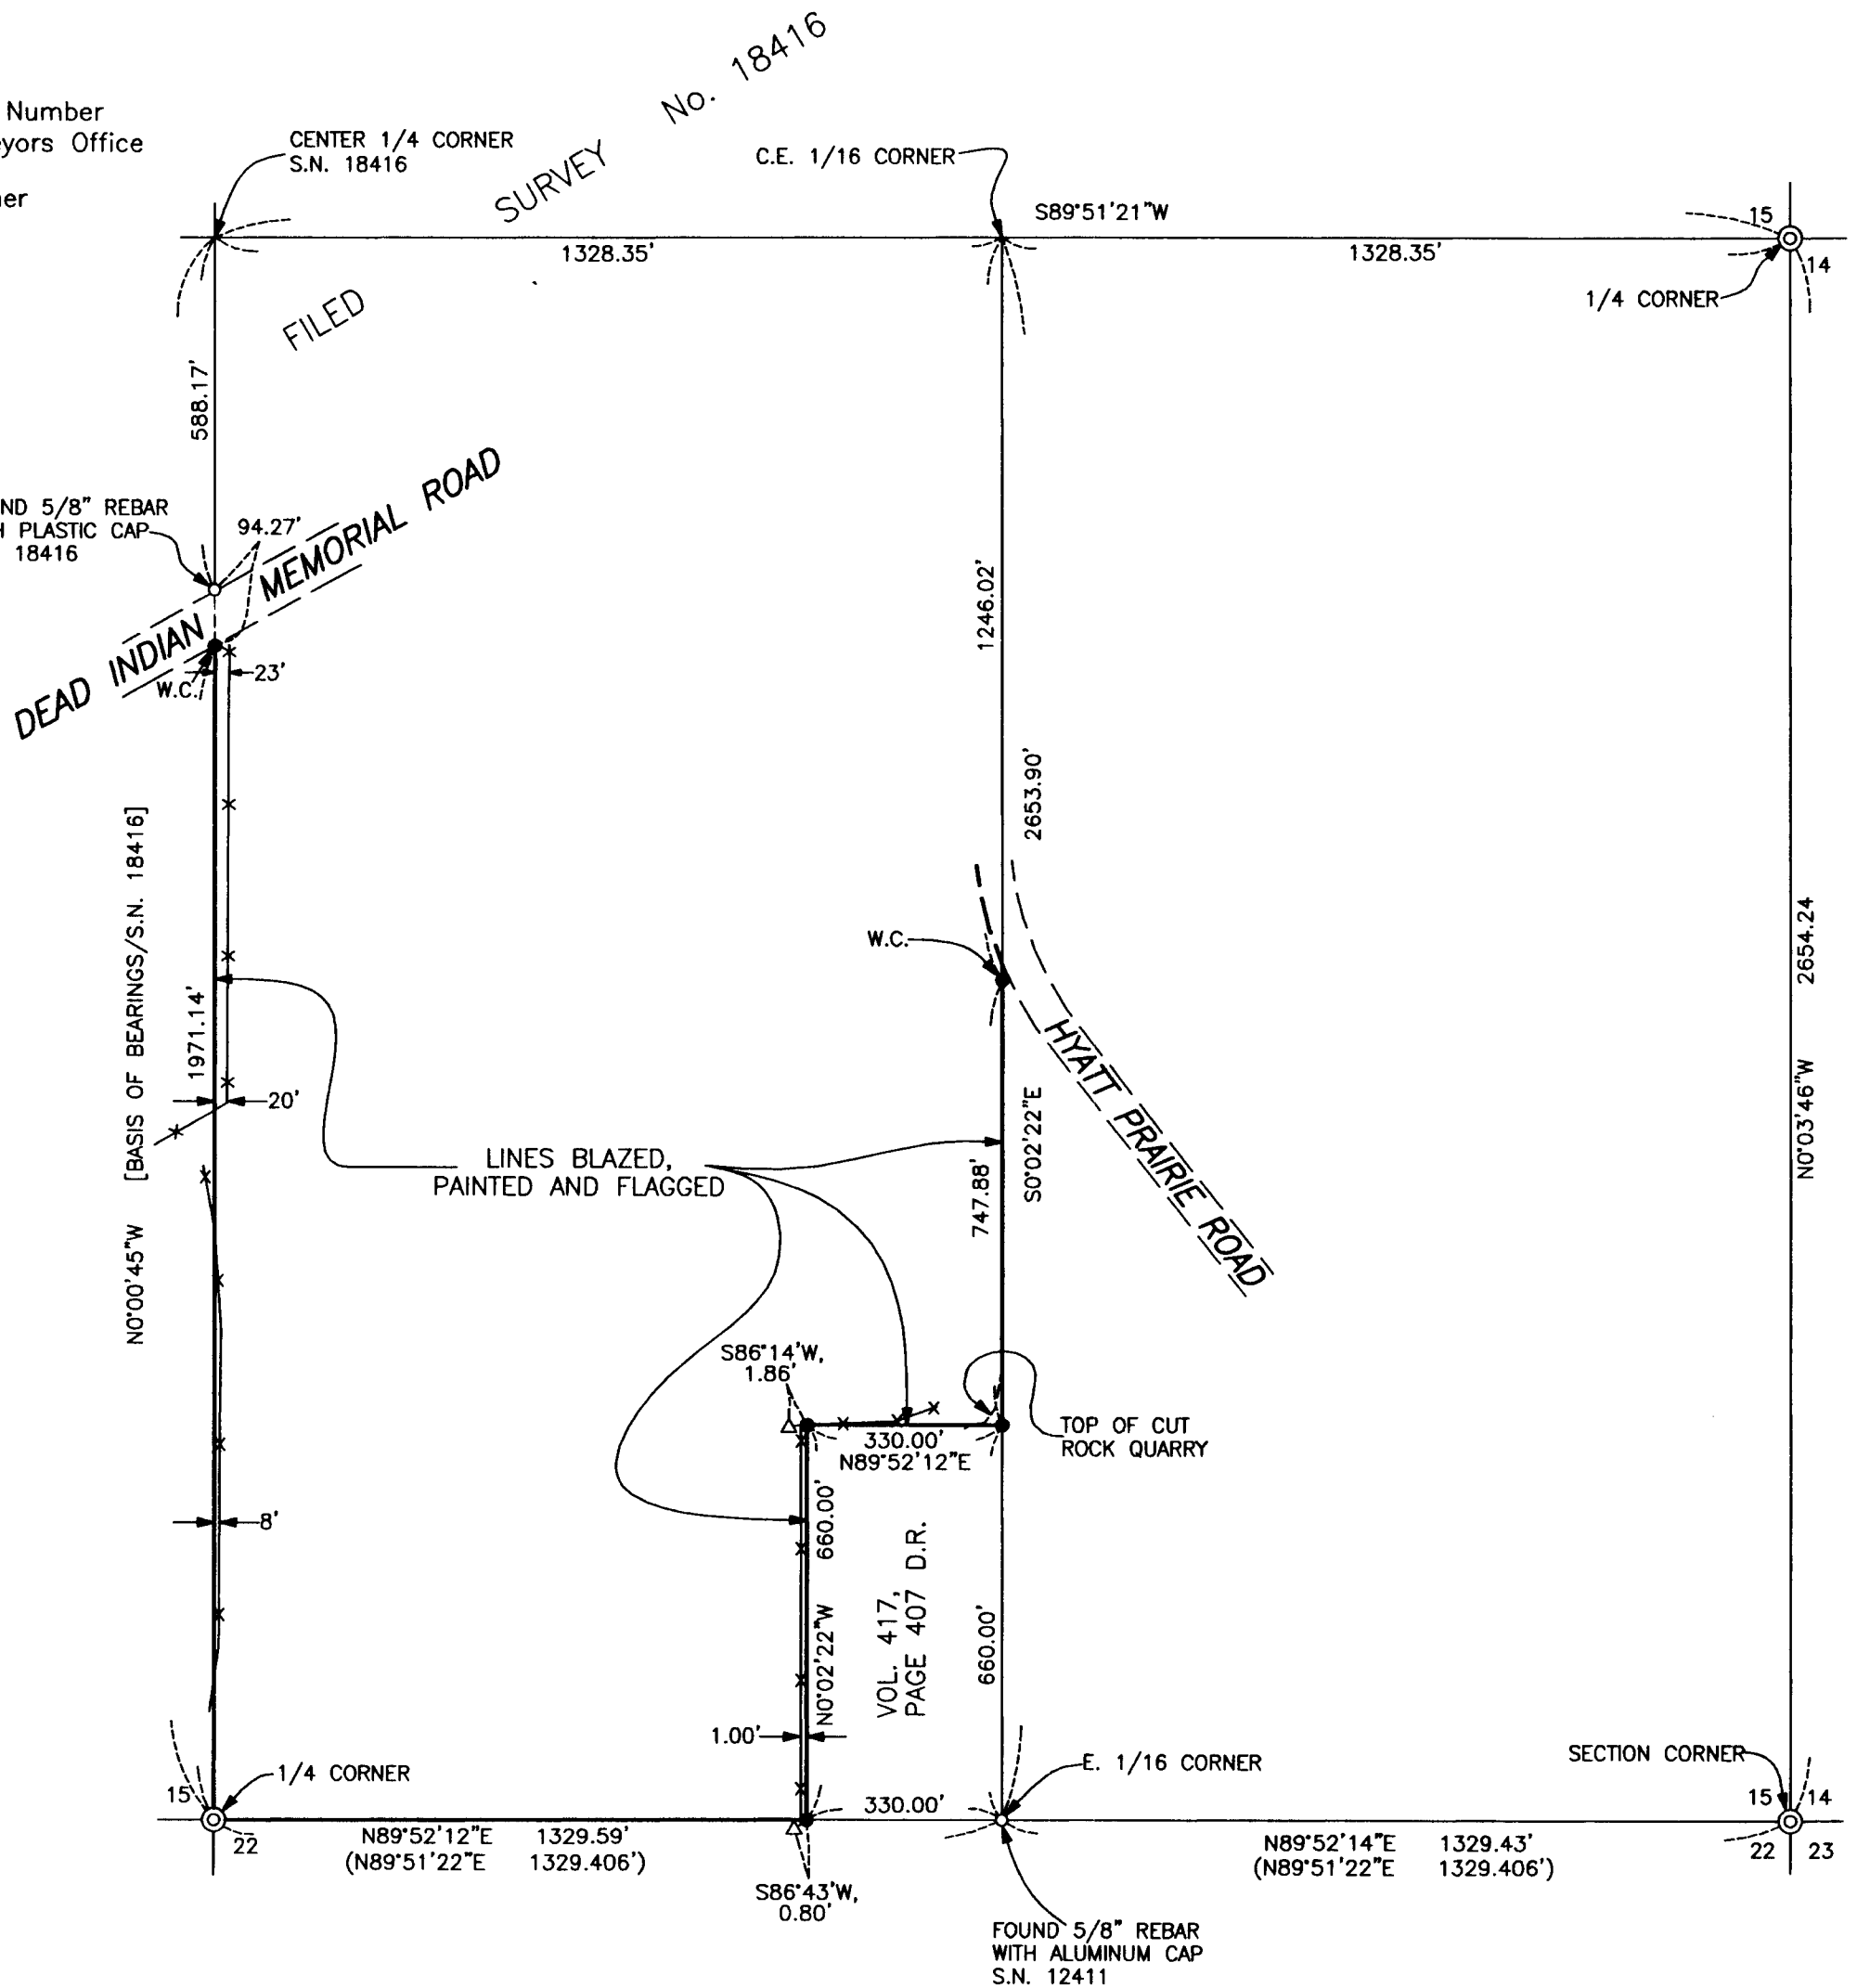 Number
yors Office
er
CENTER 1/4 CORNER
S.N. 18416
FILED SURVEY No. 18416
C.E. 1/16 CORNER
S89°51'21"W
1328.35'
1328.35'
15
14
1/4 CORNER
588.17'
ND 5/8" REBAR
H PLASTIC CAP
18416
94.27'
DEAD INDIAN MEMORIAL ROAD
W.C.
23'
1246.02'
2653.90'
W.C.
HYATT PRAIRIE ROAD
N0°03'46"W 2654.24
N0°00'45"W [BASIS OF BEARINGS/S.N. 18416]
1971.14'
20'
LINES BLAZED,
PAINTED AND FLAGGED
747.88'
S0°02'22"E
S86°14'W,
1.86'
330.00'
N89°52'12"E
TOP OF CUT
ROCK QUARRY
8'
N0°02'22"W 660.00'
VOL. 417,
PAGE 407 D.R.
660.00'
1.00'
1/4 CORNER
15
22
330.00'
E. 1/16 CORNER
SECTION CORNER
15 14
22 23
N89°52'12"E 1329.59'
(N89°51'22"E 1329.406')
N89°52'14"E 1329.43'
(N89°51'22"E 1329.406')
S86°43'W,
0.80'
FOUND 5/8" REBAR
WITH ALUMINUM CAP
S.N. 12411